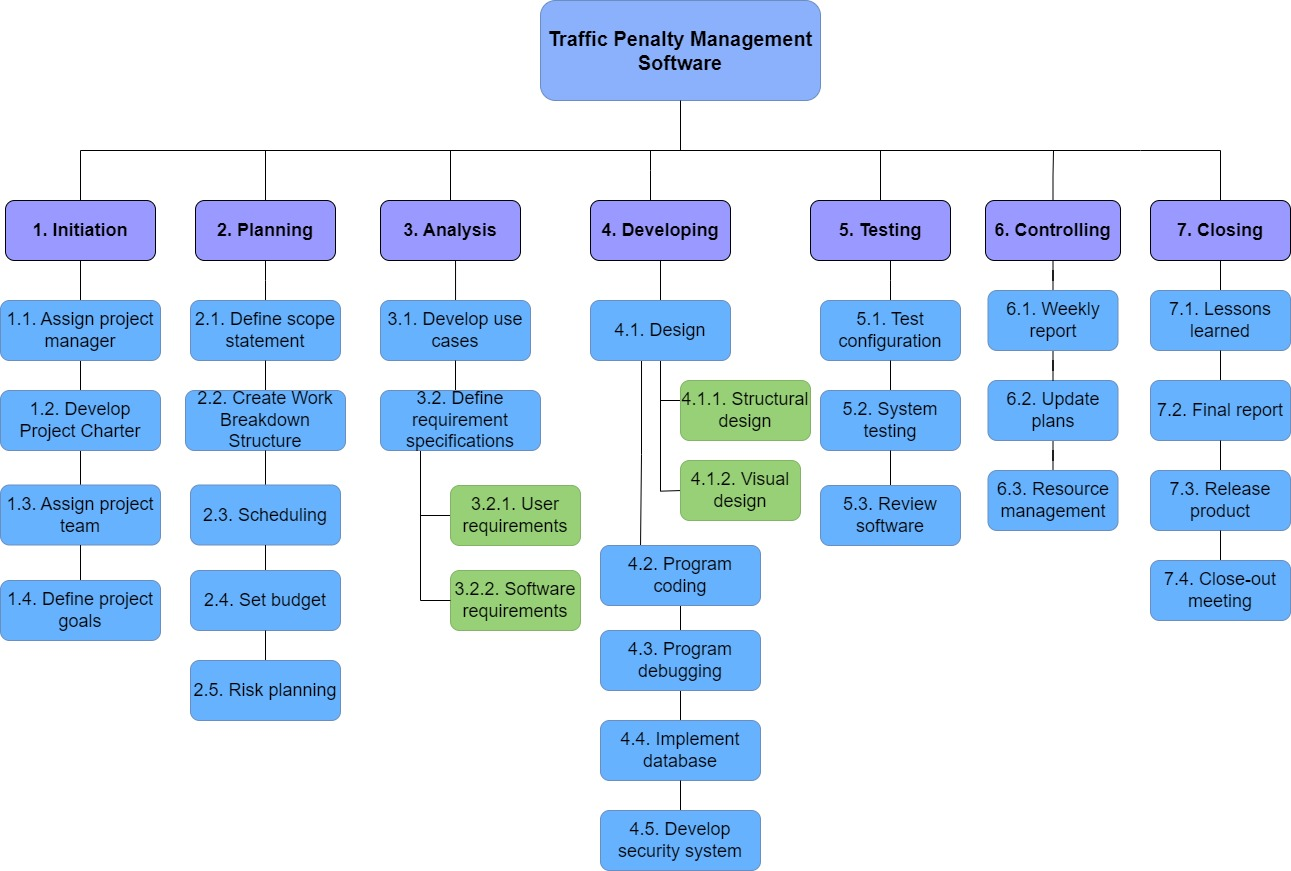 Traffic Penalty Management
Software
1. Initiation
1.1. Assign project
manager
1.2. Develop
Project Charter
1.3. Assign project
team
1.4. Define project
goals
2. Planning
2.1. Define scope
statement
2.2. Create Work
Breakdown
Structure
2.3. Scheduling
2.4. Set budget
2.5. Risk planning
3. Analysis
3.1. Develop use
cases
3.2. Define
requirement
specifications
3.2.1. User
requirements
3.2.2. Software
requirements
4. Developing
4.1. Design
4.1.1. Structural
design
4.1.2. Visual
design
4.2. Program
coding
4.3. Program
debugging
4.4. Implement
database
4.5. Develop
security system
5. Testing
5.1. Test
configuration
5.2. System
testing
5.3. Review
software
6. Controlling
6.1. Weekly
report
6.2. Update
plans
6.3. Resource
management
7. Closing
7.1. Lessons
learned
7.2. Final report
7.3. Release
product
7.4. Close-out
meeting